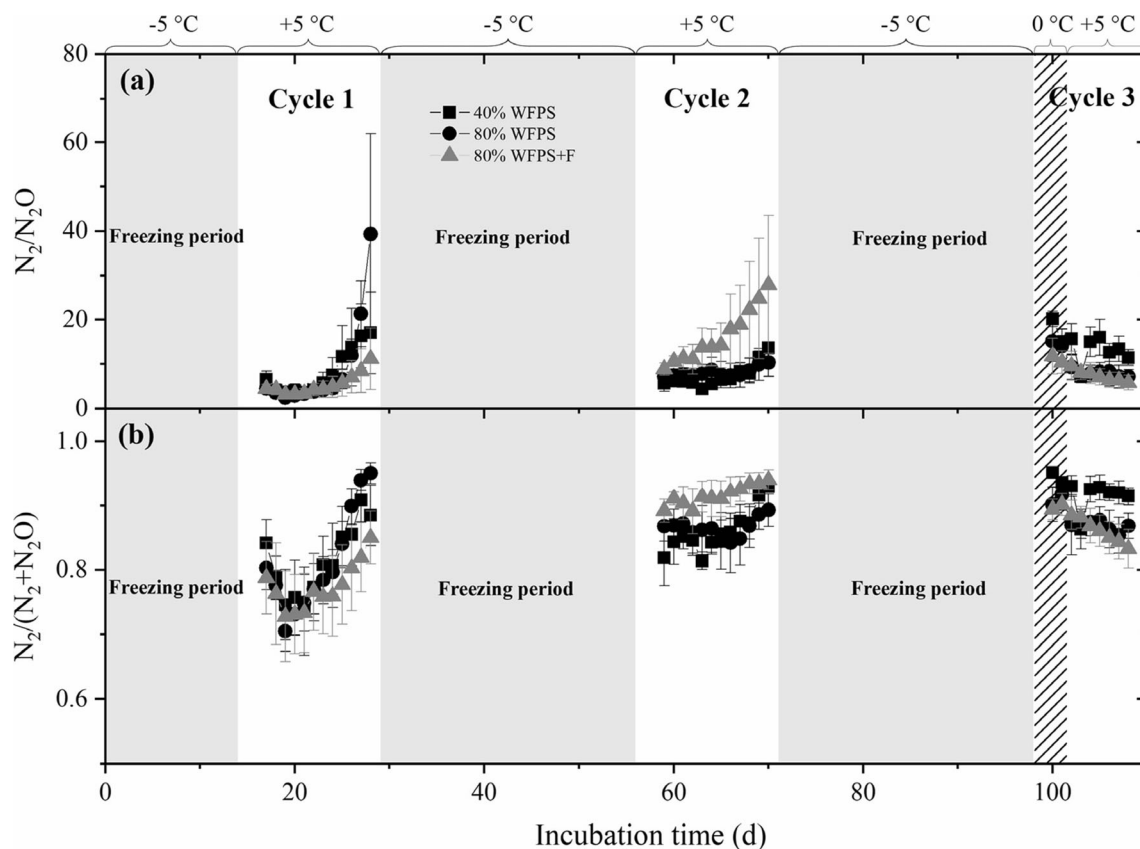 -5 °C +5 °C -5 °C +5 °C -5 °C 0 °C +5 °C
(a)
Cycle 1 Cycle 2 Cycle 3
40% WFPS
80% WFPS
80% WFPS+F
Freezing period Freezing period Freezing period
N₂/N₂O
80
60
40
20
0
(b)
Freezing period Freezing period Freezing period
N₂/(N₂+N₂O)
1.0
0.8
0.6
0 20 40 60 80 100
Incubation time (d)